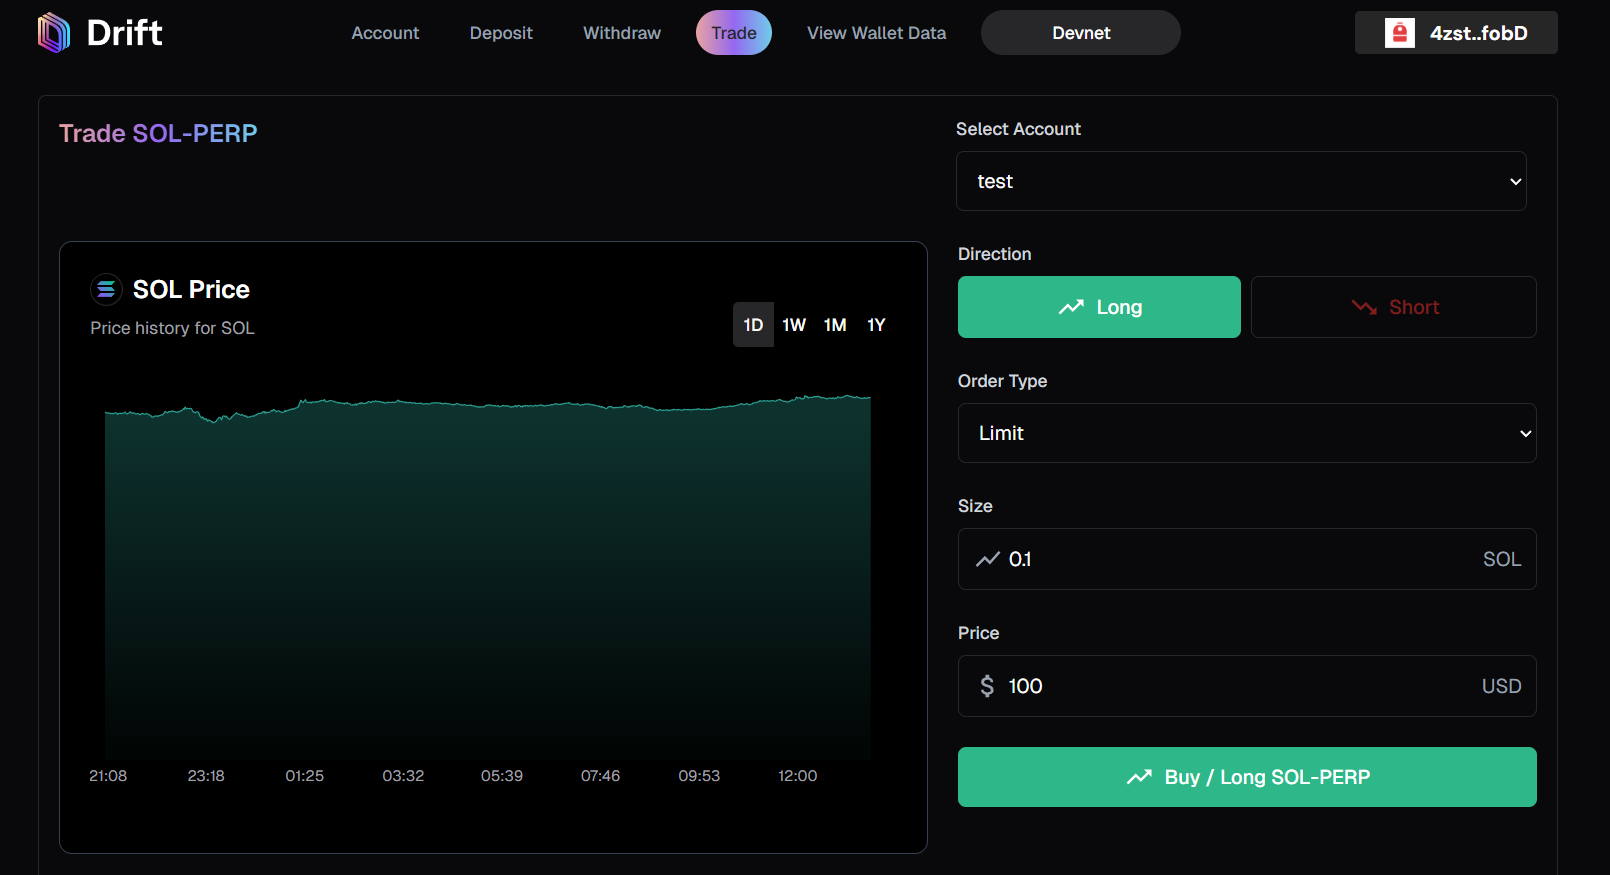 Drift
Account
Deposit
Withdraw
Trade
View Wallet Data
Devnet
4zst..fobD
Trade SOL-PERP
SOL Price
Price history for SOL
1D 1W 1M 1Y
21:08 23:18 01:25 03:32 05:39 07:46 09:53 12:00
Select Account
test
Direction
Long
Short
Order Type
Limit
Size
0.1 SOL
Price
$ 100 USD
Buy / Long SOL-PERP